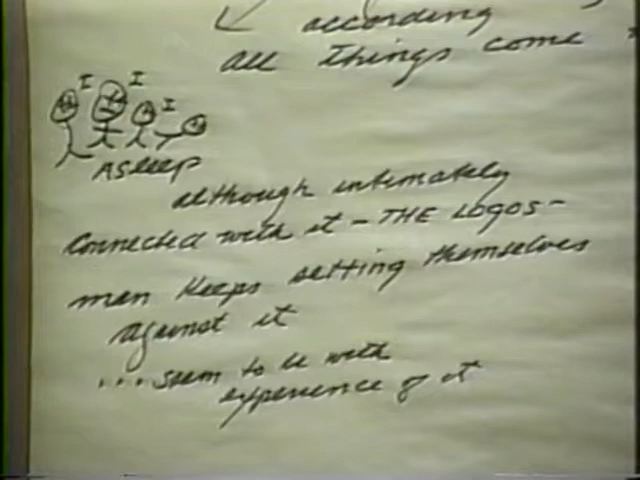 according
all things come
I I I
Asleep
although intimately
connected with it - THE LOGOS -
men keeps setting themselves
against it
... seem to be with
experience of it